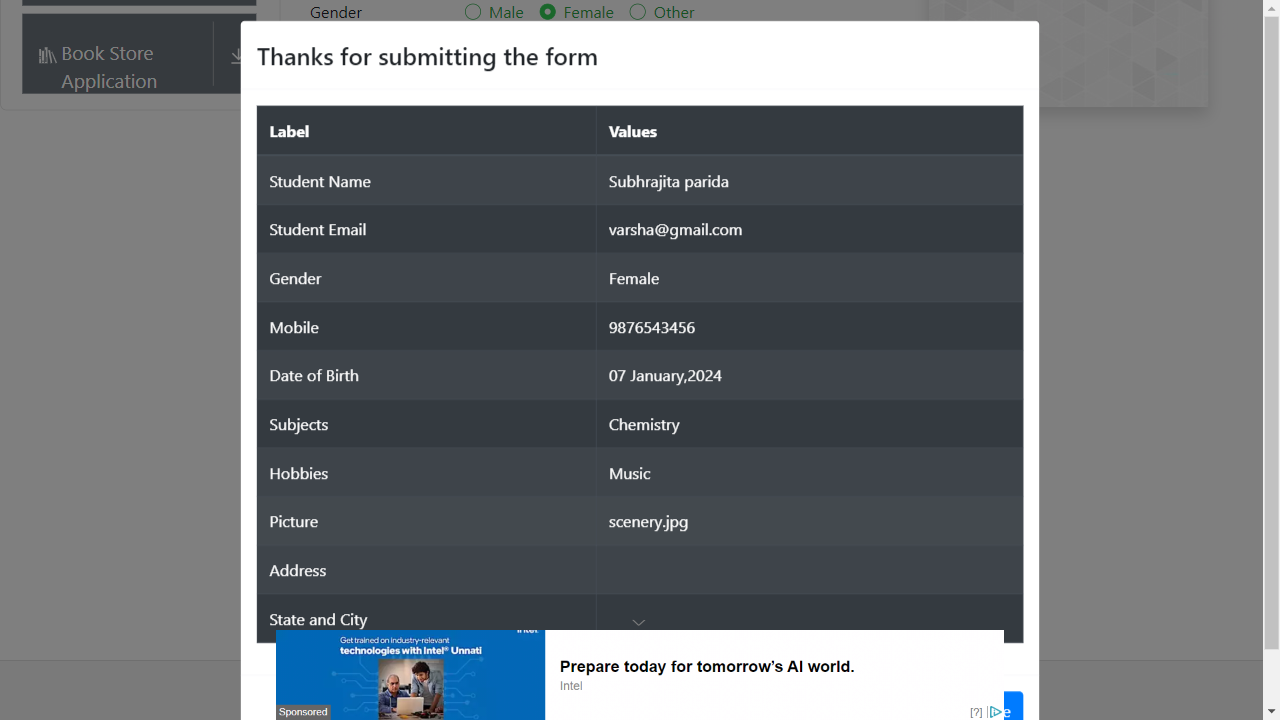 Gender Male Female Other
Book Store
Application
Thanks for submitting the form
Label Values
Student Name Subhrajita parida
Student Email varsha@gmail.com
Gender Female
Mobile 9876543456
Date of Birth 07 January,2024
Subjects Chemistry
Hobbies Music
Picture scenery.jpg
Address
State and City
Get trained on industry-relevant
technologies with Intel® Unnati
Sponsored
Prepare today for tomorrow's AI world.
Intel
[?]